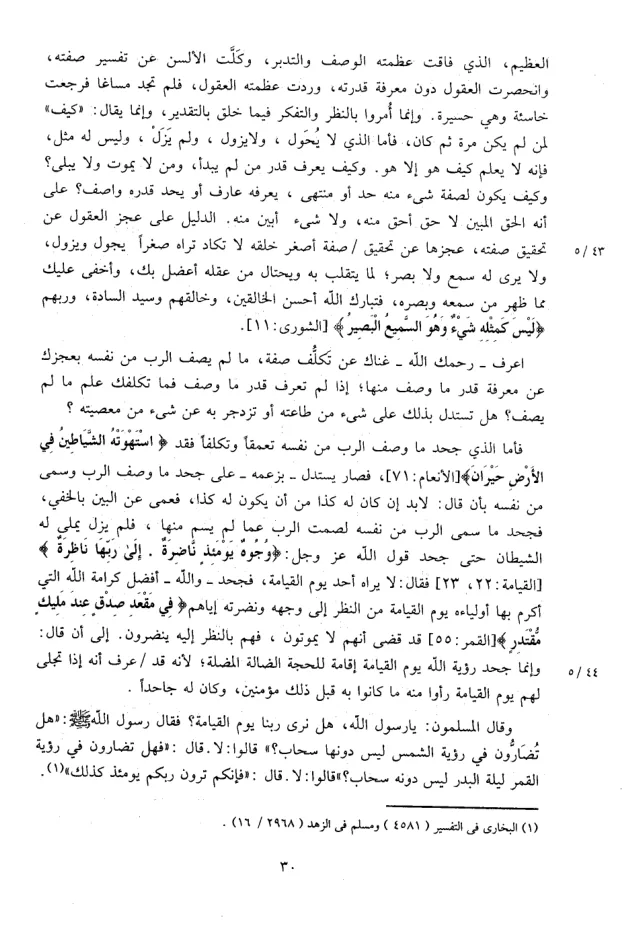 العظيم، الذي فاقت عظمته الوصف والتدبر، وكَلَّت الألسن عن تفسير صفته،
وانحصرت العقول دون معرفة قدرته، وردت عظمته العقول، فلم تجد مساغا فرجعت
خاسئة وهي حسيرة. وإنما أُمروا بالنظر والتفكر فيما خلق بالتقدير، وإنما يقال: «كيف»
لمن لم يكن مرة ثم كان، فأما الذي لا يُحَول ، ولايزول ، ولم يَزَلْ ، وليس له مثل،
فإنه لا يعلم كيف هو إلا هو. وكيف يعرف قدر من لم يبدأ، ومن لا يموت ولا يبلى؟
وكيف يكون لصفة شىء منه حد أو منتهى ، يعرفه عارف أو يحد قدره واصف؟ على
أنه الحق المبين لا حق أحق منه، ولا شىء أبين منه. الدليل على عجز العقول عن
تحقيق صفته، عجزها عن تحقيق / صفة أصغر خلقه لا تكاد تراه صغراً يجول ويزول،
٤٣ / ٥
ولا يرى له سمع ولا بصر؛ لما يتقلب به ويحتال من عقله أعضل بك، وأخفى عليك
مما ظهر من سمعه وبصره، فتبارك الله أحسن الخالقين، وخالقهم وسيد السادة، وربهم
﴿لَيْسَ كَمِثْلِهِ شَيْءٌ وَهُوَ السَّمِيعُ الْبَصِيرُ﴾ [الشورى:١١].
اعرف ـ رحمك الله ـ غناك عن تَكلُّف صفة، ما لم يصف الرب من نفسه بعجزك
عن معرفة قدر ما وصف منها؛ إذا لم تعرف قدر ما وصف فما تكلفك علم ما لم
يصف؟ هل تستدل بذلك على شىء من طاعته أو تزدجر به عن شىء من معصيته ؟
فأما الذي جحد ما وصف الرب من نفسه تعمقاً وتكلفاً فقد ﴿ اسْتَهْوَتْهُ الشَّيَاطِينُ فِي
الأَرْضِ حَيْرَانَ﴾[الأنعام:٧١]، فصار يستدل ـ بزعمه ـ على جحد ما وصف الرب وسمى
من نفسه بأن قال: لابد إن كان له كذا من أن يكون له كذا، فعمى عن البين بالخفي،
فجحد ما سمى الرب من نفسه لصمت الرب عما لم يسم منها ، فلم يزل يملي له
الشيطان حتى جحد قول الله عز وجل:﴿وُجُوهٌ يَوْمَئِذٍ نَّاضِرَةٌ . إِلَىٰ رَبِّهَا نَاظِرَةٌ ﴾
[القيامة:٢٢، ٢٣] فقال: لا يراه أحد يوم القيامة، فجحد ـ والله ـ أفضل كرامة الله التي
أكرم بها أولياءه يوم القيامة من النظر إلى وجهه ونضرته إياهم﴿ فِي مَقْعَدِ صِدْقٍ عِندَ مَلِيكٍ
مُّقْتَدِرٍ ﴾[القمر:٥٥] قد قضى أنهم لا يموتون ، فهم بالنظر إليه ينضرون. إلى أن قال:
وإنما جحد رؤية الله يوم القيامة إقامة للحجة الضالة المضلة؛ لأنه قد / عرف أنه إذا تجلى
٤٤ / ٥
لهم يوم القيامة رأوا منه ما كانوا به قبل ذلك مؤمنين، وكان له جاحداً .
وقال المسلمون: يارسول الله، هل نرى ربنا يوم القيامة؟ فقال رسول اللهﷺ:«هل
تُضَارُّون في رؤية الشمس ليس دونها سحاب؟» قالوا: لا. قال :«فهل تضارون في رؤية
القمر ليلة البدر ليس دونه سحاب؟»قالوا: لا. قال :«فإنكم ترون ربكم يومئذ كذلك»(١).
(١) البخارى فى التفسير ( ٤٥٨١ ) ومسلم فى الزهد ( ٢٩٦٨ / ١٦ ) .
٣٠